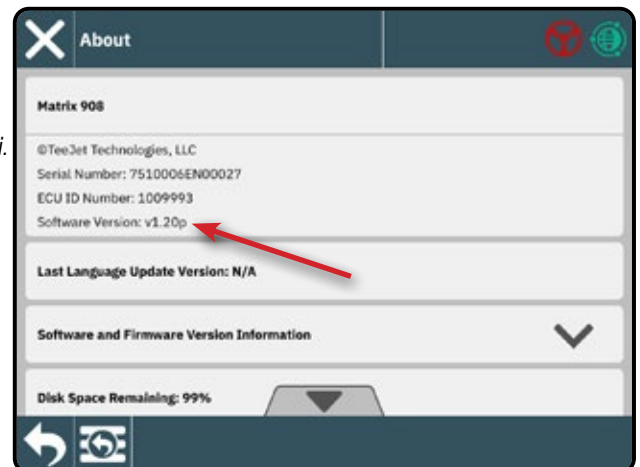 About
Matrix 908
i.
©TeeJet Technologies, LLC
Serial Number: 7510006EN00027
ECU ID Number: 1009993
Software Version: v1.20p
Last Language Update Version: N/A
Software and Firmware Version Information
Disk Space Remaining: 99%